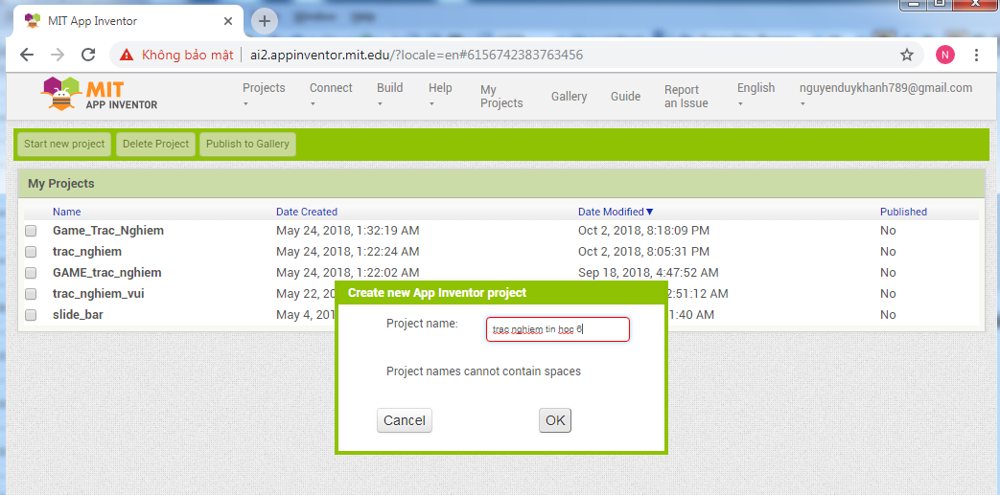 MIT App Inventor
Không bảo mật ai2.appinventor.mit.edu/?locale=en#6156742383763456 N
MIT APP INVENTOR
Projects Connect Build Help My Projects Gallery Guide Report an Issue English nguyenduykhanh789@gmail.com
Start new project Delete Project Publish to Gallery
My Projects
Name Date Created Date Modified Published
Game_Trac_Nghiem May 24, 2018, 1:32:19 AM Oct 2, 2018, 8:18:09 PM No
trac_nghiem May 24, 2018, 1:22:24 AM Oct 2, 2018, 8:05:31 PM No
GAME_trac_nghiem May 24, 2018, 1:22:02 AM Sep 18, 2018, 4:47:52 AM No
trac_nghiem_vui May 22, 20 2:51:12 AM No
slide_bar May 4, 201 1:40 AM No
Create new App Inventor project
Project name: trac nghiem tin hoc 6
Project names cannot contain spaces
Cancel OK